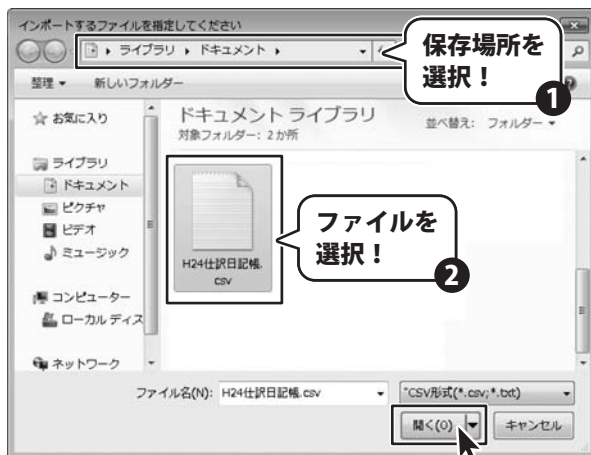 インポートするファイルを指定してください
ライブラリ ▸ ドキュメント ▸
保存場所を
選択！
1
整理 ▼ 新しいフォルダー
お気に入り
ドキュメント ライブラリ
対象フォルダー: 2か所
並べ替え: フォルダー ▼
ライブラリ
ドキュメント
ピクチャ
ビデオ
ミュージック
H24仕訳日記帳.
csv
ファイルを
選択！
2
コンピューター
ローカル ディス
ネットワーク
ファイル名(N): H24仕訳日記帳.csv
"CSV形式(*.csv;*.txt)
開く(O)
キャンセル